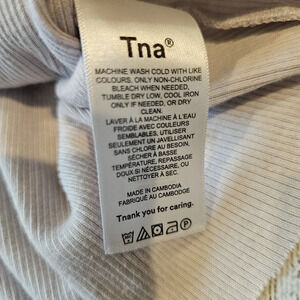 Tna®
MACHINE WASH COLD WITH LIKE
COLOURS, ONLY NON-CHLORINE
BLEACH WHEN NEEDED,
TUMBLE DRY LOW, COOL IRON
ONLY IF NEEDED, OR DRY
CLEAN.
LAVER À LA MACHINE À L'EAU
FROIDE AVEC COULEURS
SEMBLABLES, UTILISER
SEULEMENT UN JAVELLISANT
SANS CHLORE AU BESOIN,
SÉCHER À BASSE
TEMPÉRATURE, REPASSAGE
DOUX SI NÉCESSAIRE, OU
NETTOYER À SEC.
MADE IN CAMBODIA
FABRIQUÉ AU CAMBODGE
Tnank you for caring.
P